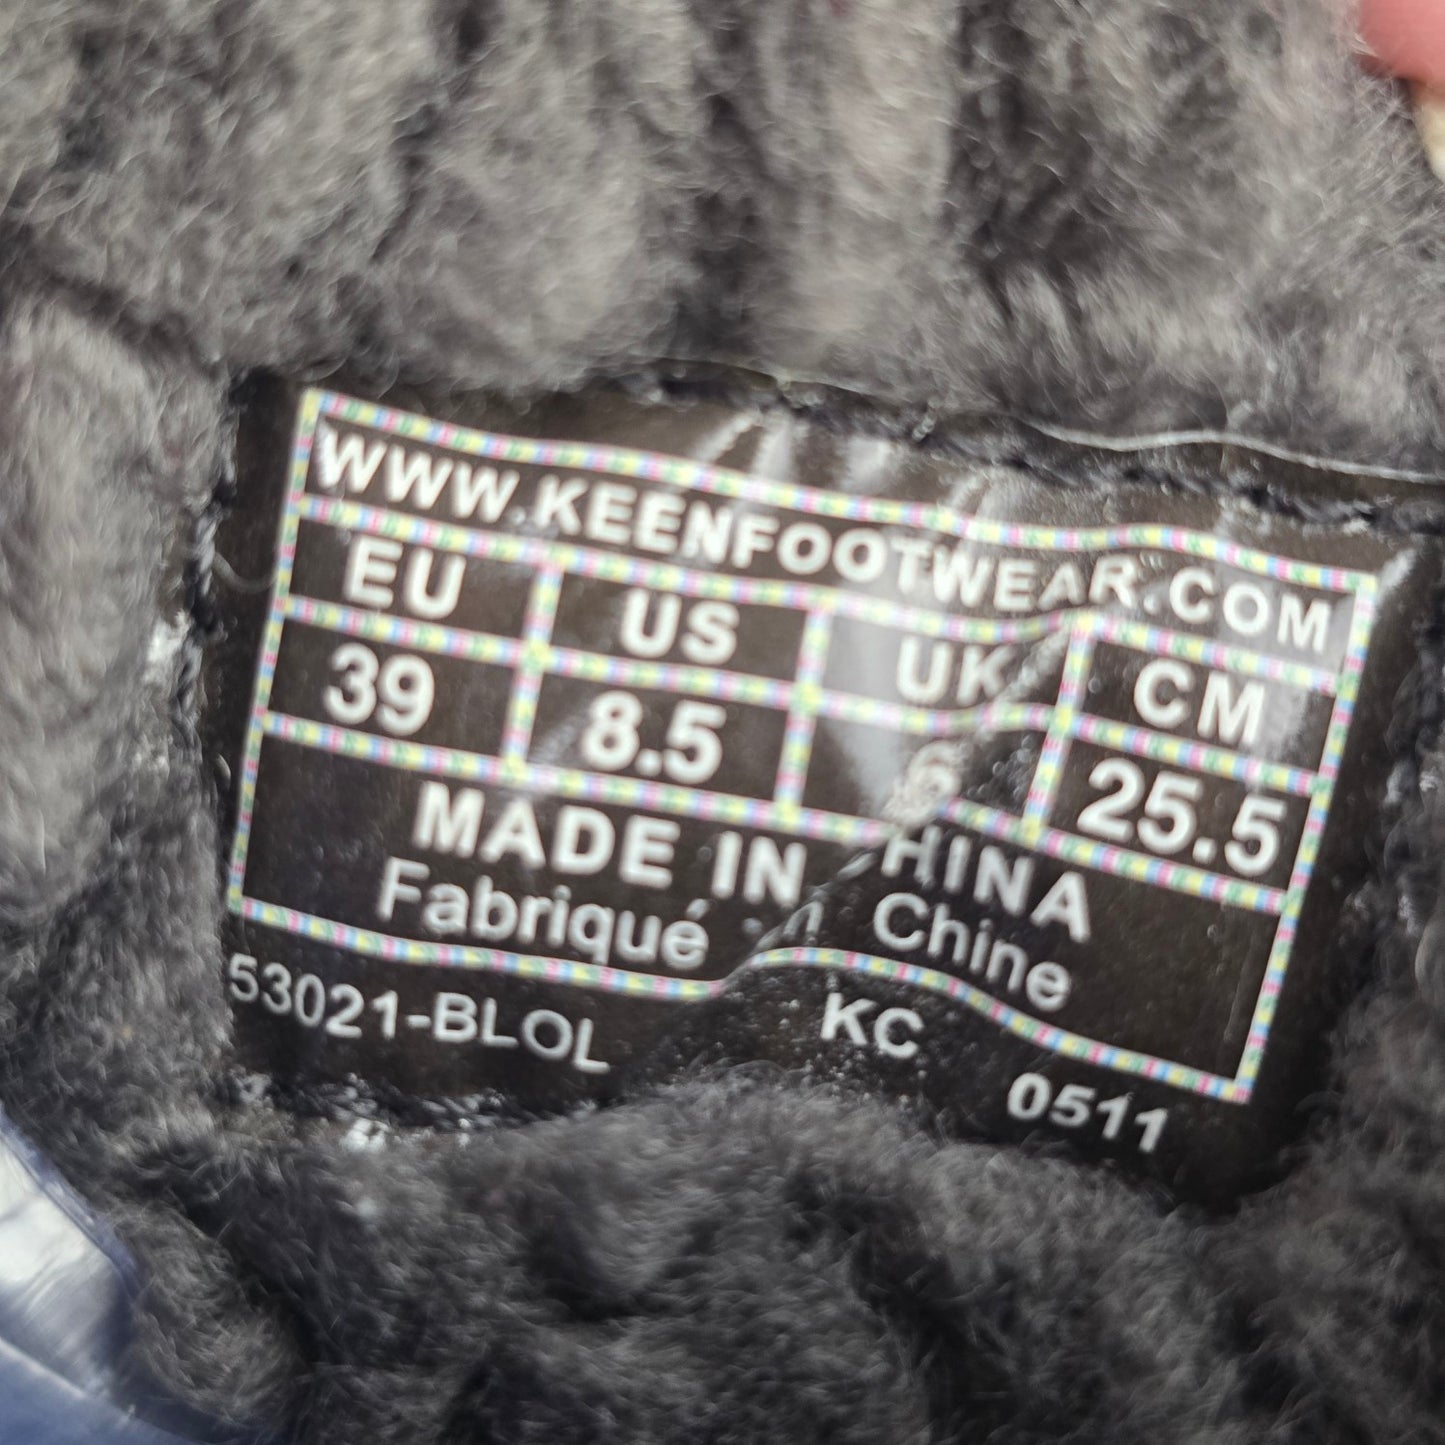 WWW.KEENFOOTWEAR.COM
EU US UK CM
39 8.5 6 25.5
MADE IN HINA
Fabriqué n Chine
53021-BLOL KC 0511